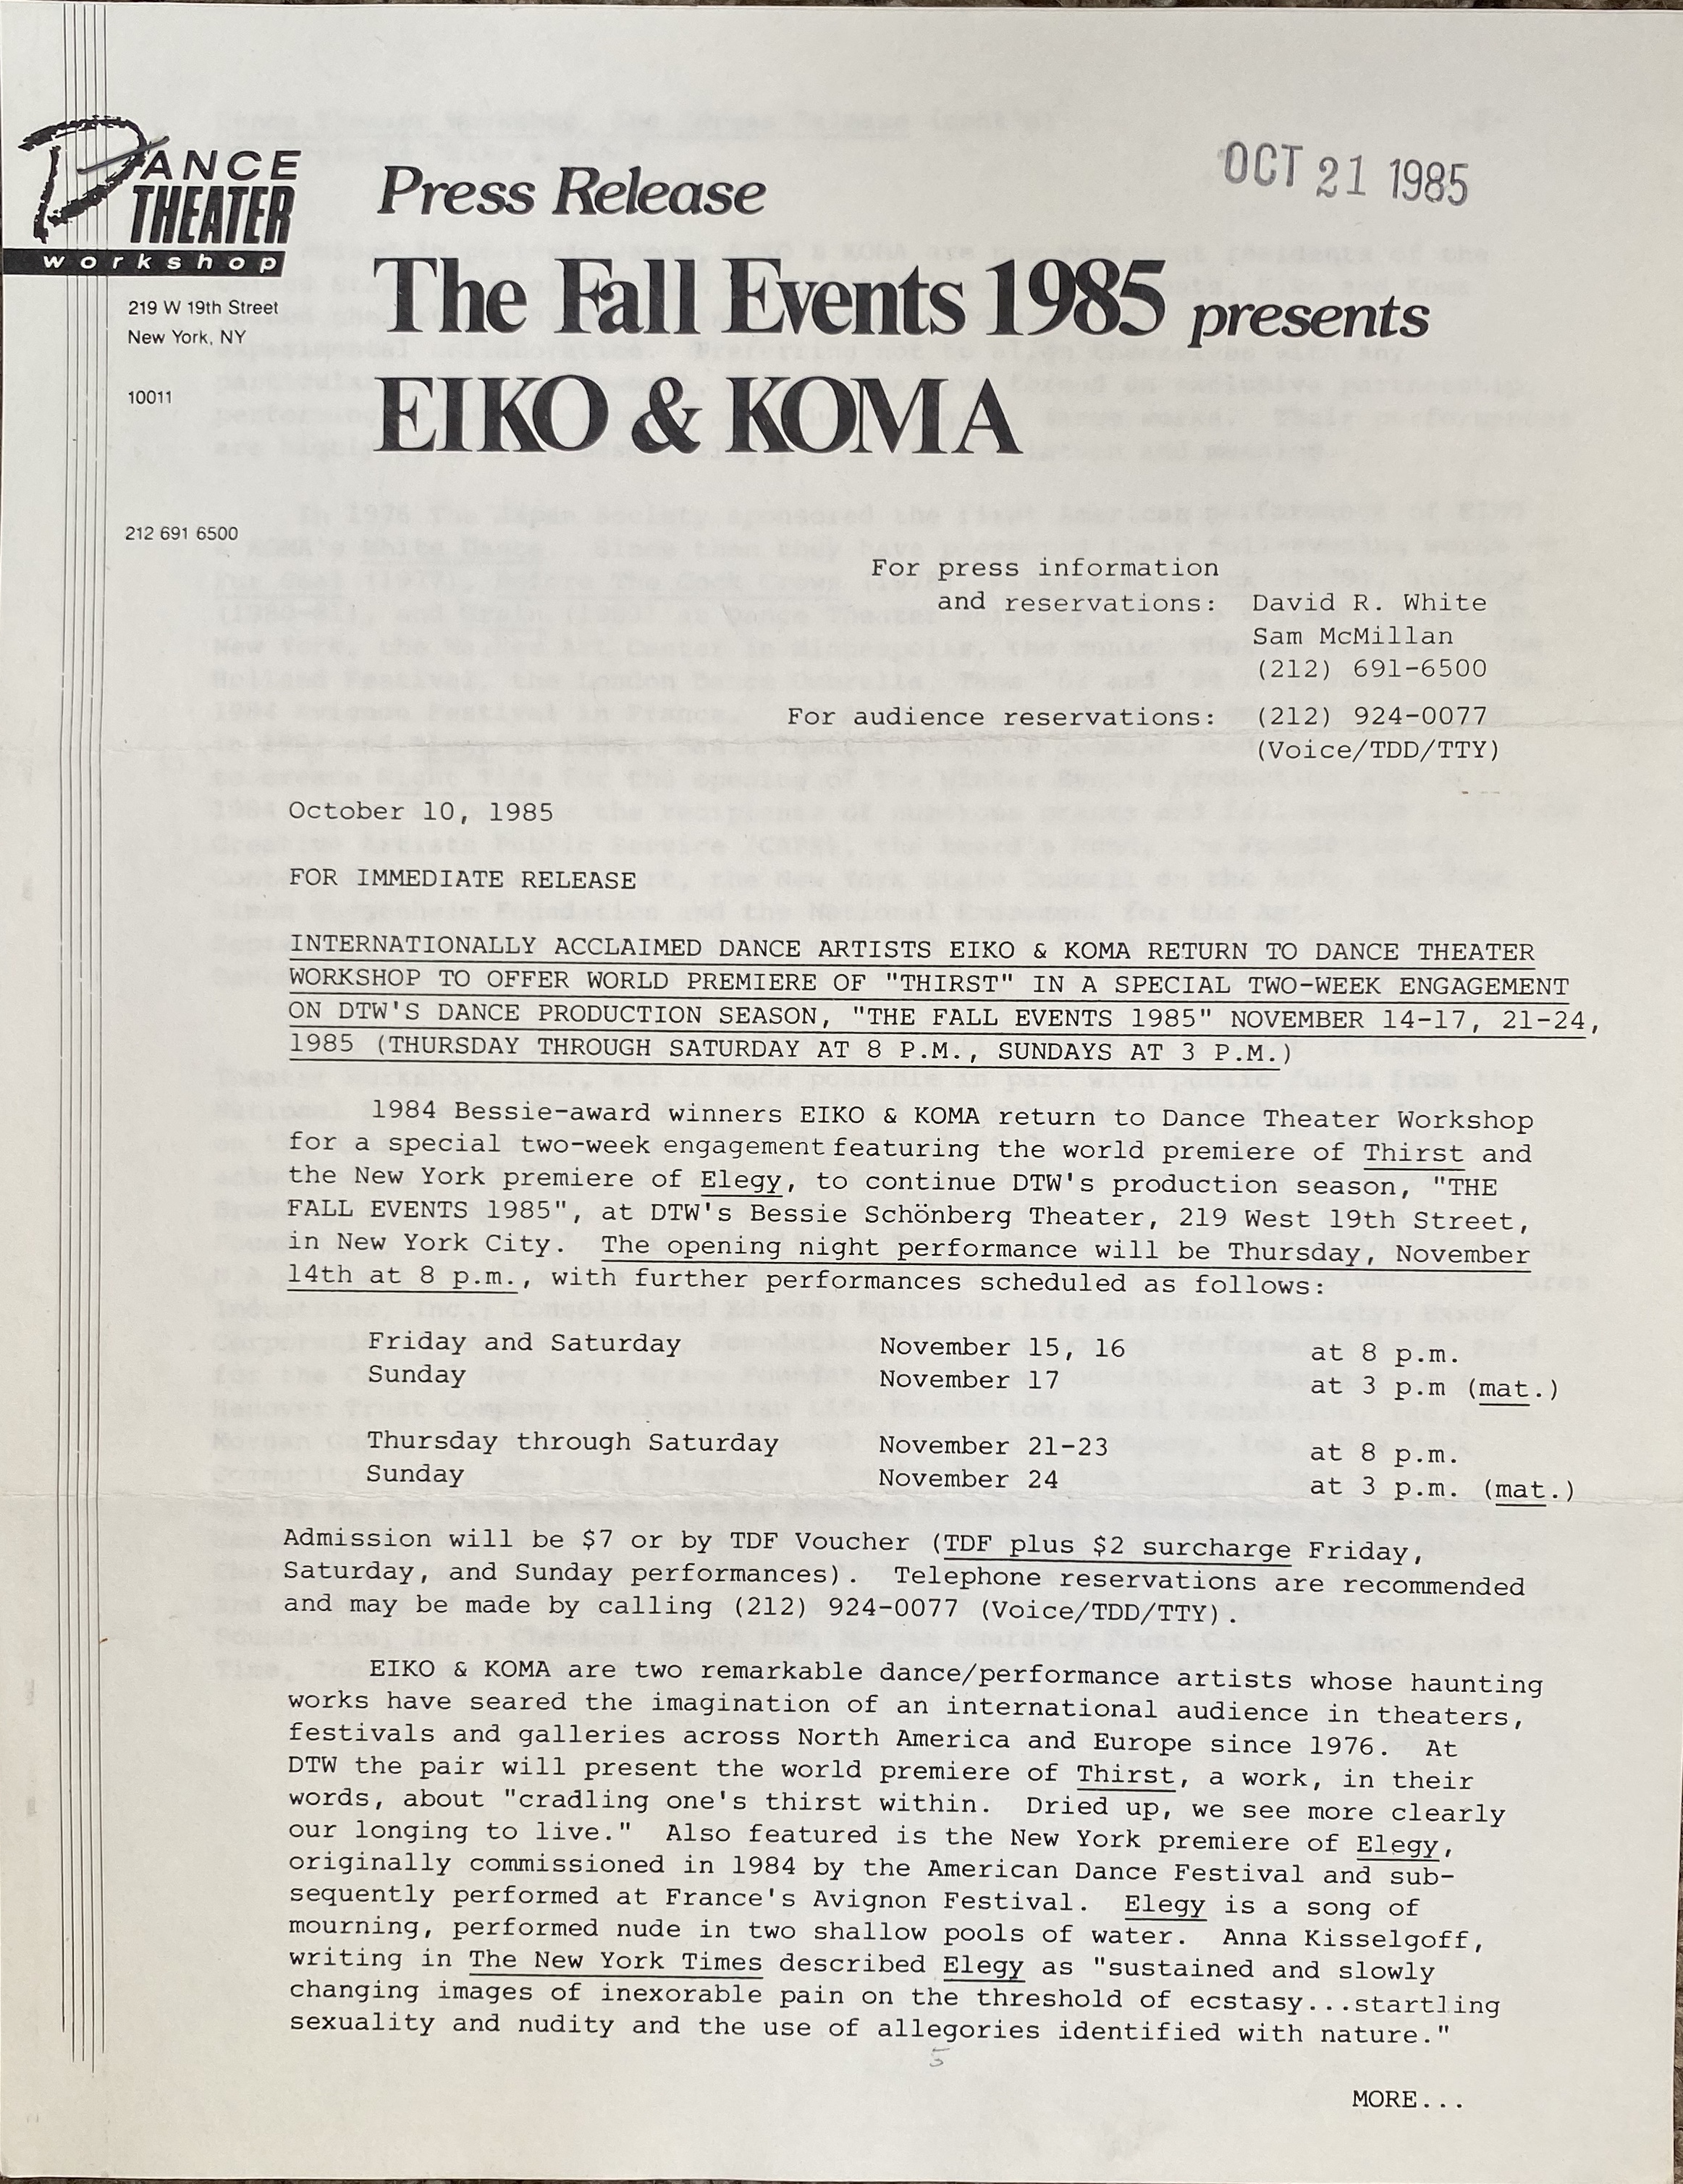 DANCE
THEATER
workshop
219 W 19th Street
New York, NY
10011
212 691 6500
Press Release
OCT 21 1985
The Fall Events 1985 presents
EIKO & KOMA
For press information
and reservations: David R. White
Sam McMillan
(212) 691-6500
For audience reservations: (212) 924-0077
(Voice/TDD/TTY)
October 10, 1985
FOR IMMEDIATE RELEASE
INTERNATIONALLY ACCLAIMED DANCE ARTISTS EIKO & KOMA RETURN TO DANCE THEATER
WORKSHOP TO OFFER WORLD PREMIERE OF "THIRST" IN A SPECIAL TWO-WEEK ENGAGEMENT
ON DTW'S DANCE PRODUCTION SEASON, "THE FALL EVENTS 1985" NOVEMBER 14-17, 21-24,
1985 (THURSDAY THROUGH SATURDAY AT 8 P.M., SUNDAYS AT 3 P.M.)
1984 Bessie-award winners EIKO & KOMA return to Dance Theater Workshop
for a special two-week engagement featuring the world premiere of Thirst and
the New York premiere of Elegy, to continue DTW's production season, "THE
FALL EVENTS 1985", at DTW's Bessie Schönberg Theater, 219 West 19th Street,
in New York City. The opening night performance will be Thursday, November
14th at 8 p.m., with further performances scheduled as follows:
Friday and Saturday November 15, 16 at 8 p.m.
Sunday November 17 at 3 p.m (mat.)
Thursday through Saturday November 21-23 at 8 p.m.
Sunday November 24 at 3 p.m. (mat.)
Admission will be $7 or by TDF Voucher (TDF plus $2 surcharge Friday,
Saturday, and Sunday performances). Telephone reservations are recommended
and may be made by calling (212) 924-0077 (Voice/TDD/TTY).
EIKO & KOMA are two remarkable dance/performance artists whose haunting
works have seared the imagination of an international audience in theaters,
festivals and galleries across North America and Europe since 1976. At
DTW the pair will present the world premiere of Thirst, a work, in their
words, about "cradling one's thirst within. Dried up, we see more clearly
our longing to live." Also featured is the New York premiere of Elegy,
originally commissioned in 1984 by the American Dance Festival and sub-
sequently performed at France's Avignon Festival. Elegy is a song of
mourning, performed nude in two shallow pools of water. Anna Kisselgoff,
writing in The New York Times described Elegy as "sustained and slowly
changing images of inexorable pain on the threshold of ecstasy...startling
sexuality and nudity and the use of allegories identified with nature."
5
MORE...